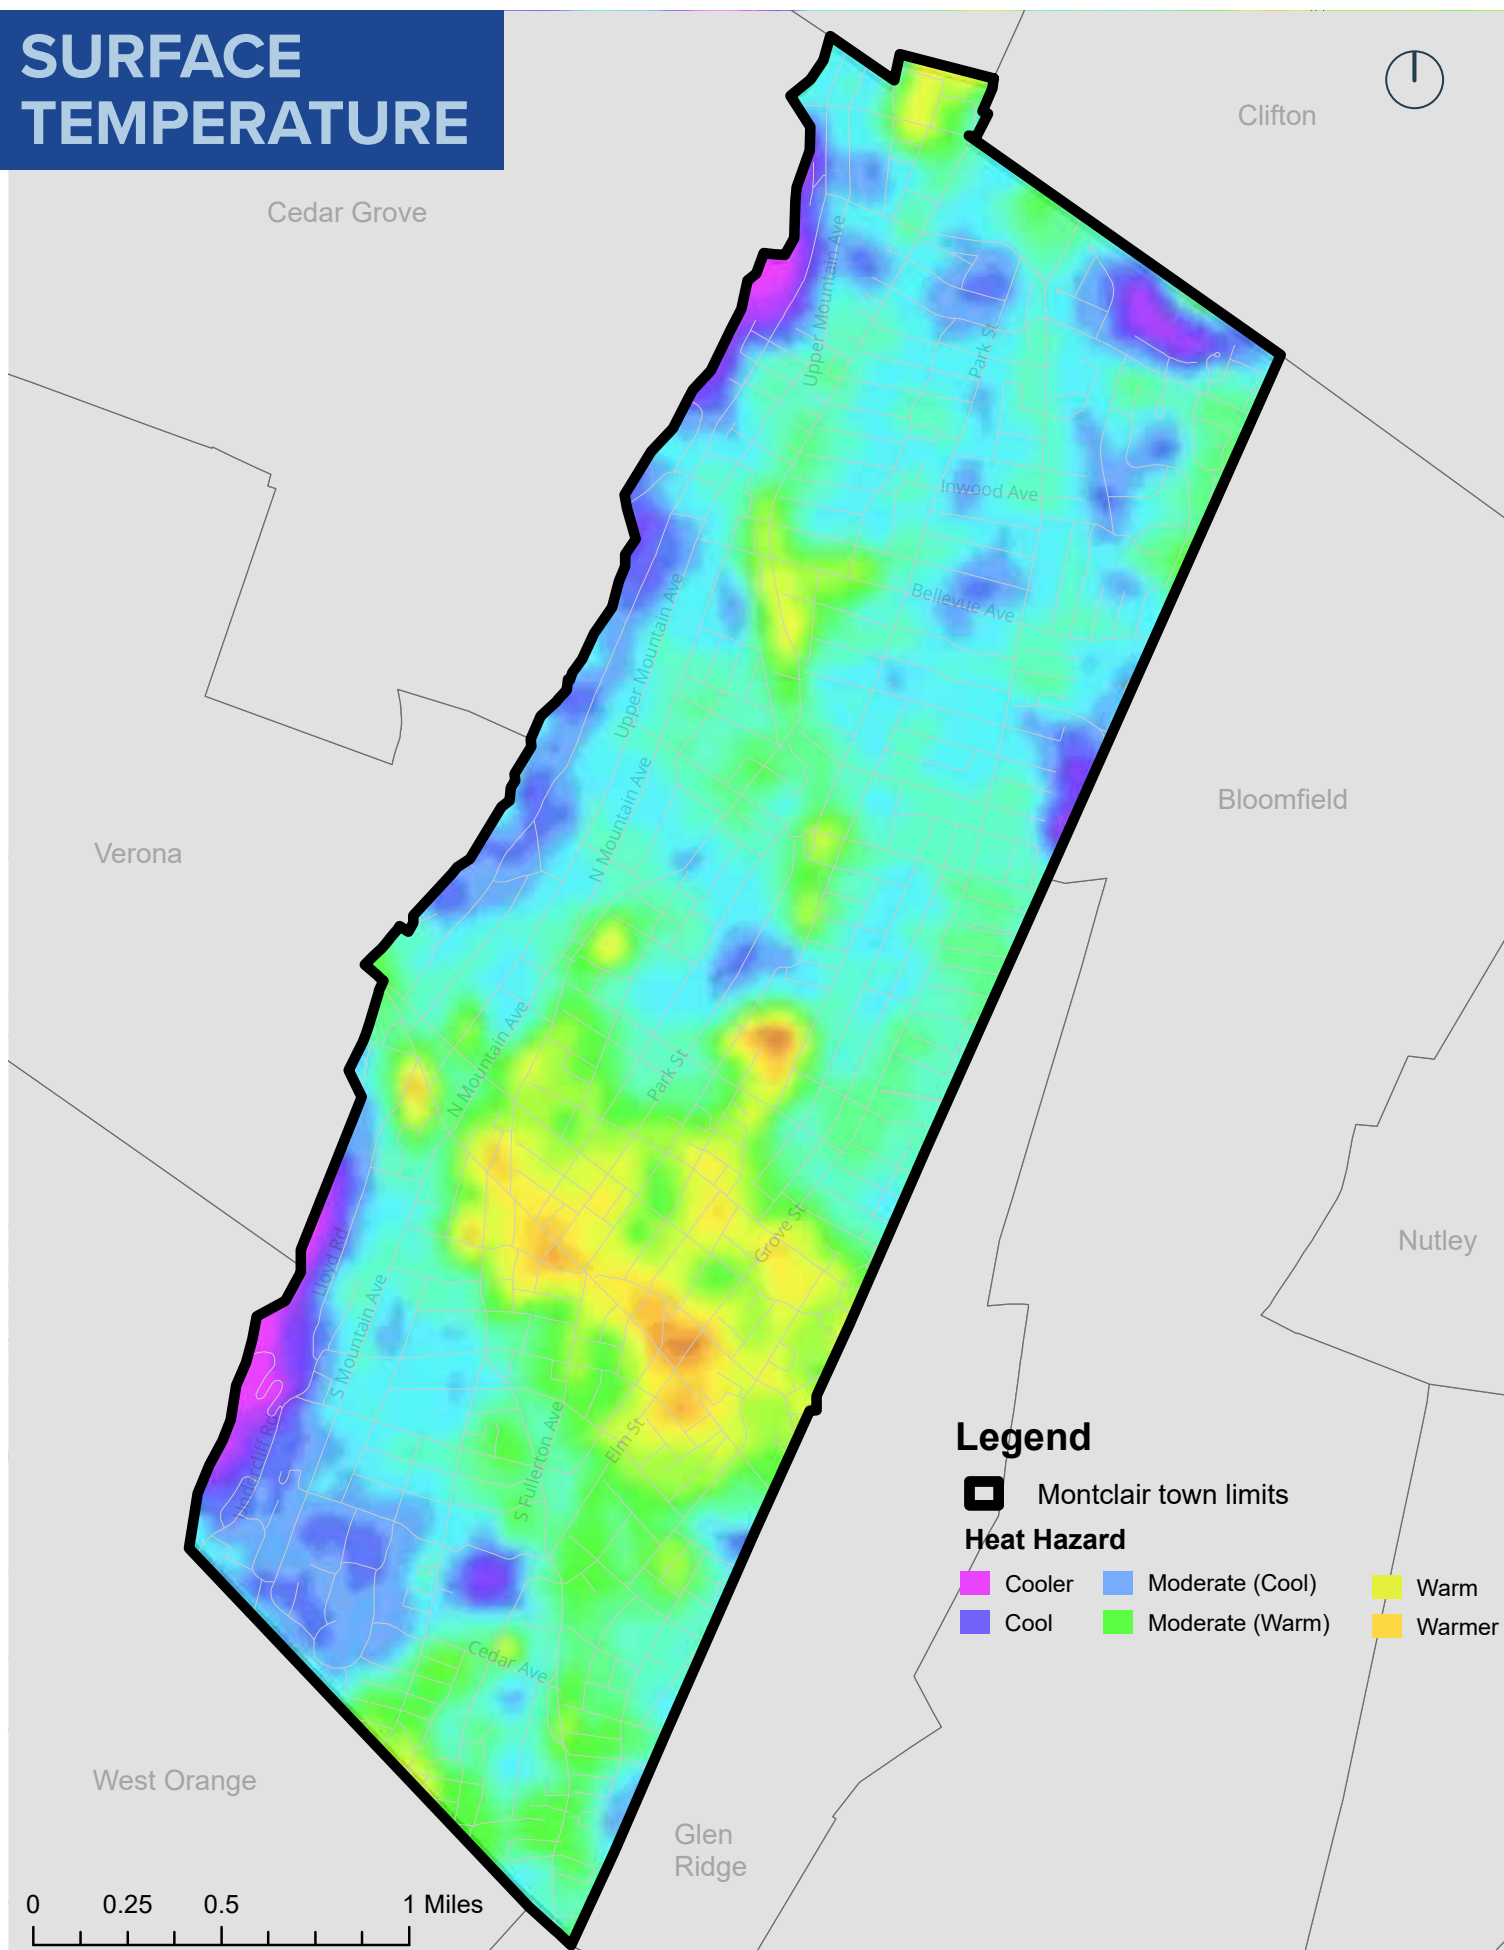 SURFACE
TEMPERATURE
Clifton
Cedar Grove
Upper Mountain Ave
Park St
Inwood Ave
Bellevue Ave
Upper Mountain Ave
N Mountain Ave
Bloomfield
Verona
N Mountain Ave
Park St
Grove St
Nutley
Lloyd Rd
S Mountain Ave
Undercliff Rd
S Fullerton Ave
Elm St
Cedar Ave
Legend
Montclair town limits
Heat Hazard
Cooler
Moderate (Cool)
Warm
Cool
Moderate (Warm)
Warmer
West Orange
Glen
Ridge
0 0.25 0.5 1 Miles